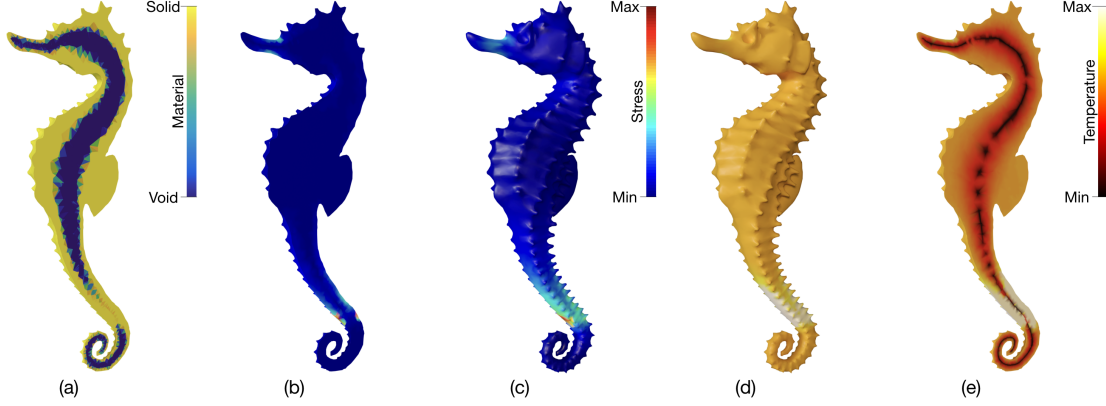 Solid
Material
Void
Max
Stress
Min
Max
Temperature
Min
(a)
(b)
(c)
(d)
(e)